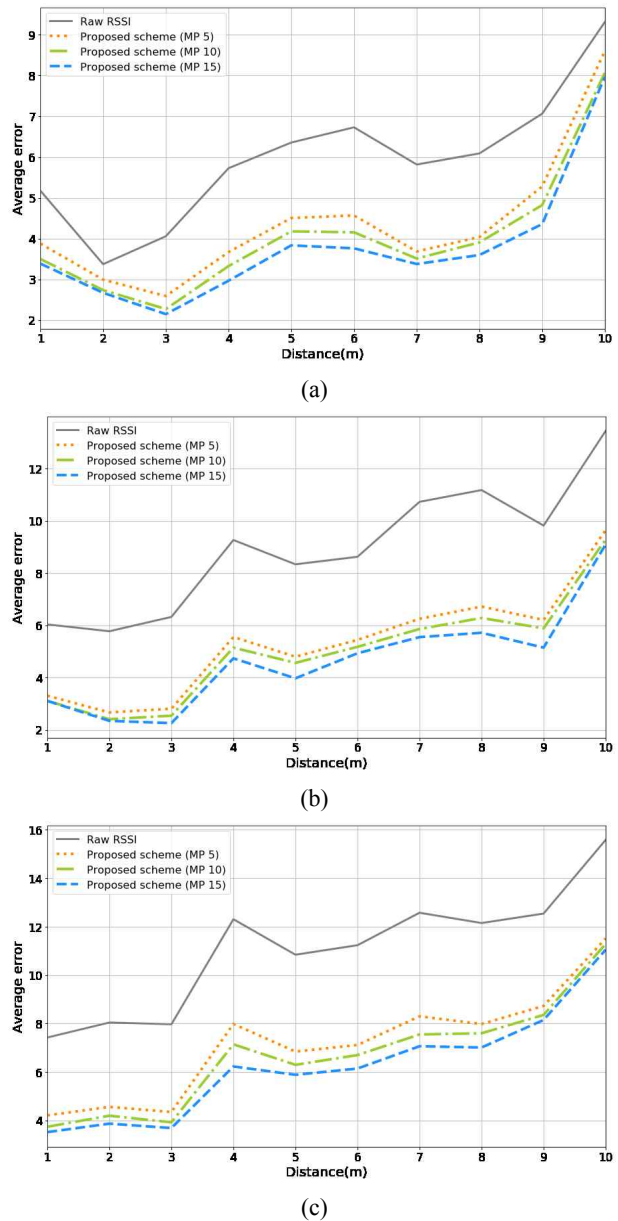 Raw RSSI
Proposed scheme (MP 5)
Proposed scheme (MP 10)
Proposed scheme (MP 15)
Average error
9
8
7
6
5
4
3
2
1 2 3 4 5 6 7 8 9 10
Distance(m)
(a)
Raw RSSI
Proposed scheme (MP 5)
Proposed scheme (MP 10)
Proposed scheme (MP 15)
Average error
12
10
8
6
4
2
1 2 3 4 5 6 7 8 9 10
Distance(m)
(b)
Raw RSSI
Proposed scheme (MP 5)
Proposed scheme (MP 10)
Proposed scheme (MP 15)
Average error
16
14
12
10
8
6
4
1 2 3 4 5 6 7 8 9 10
Distance(m)
(c)